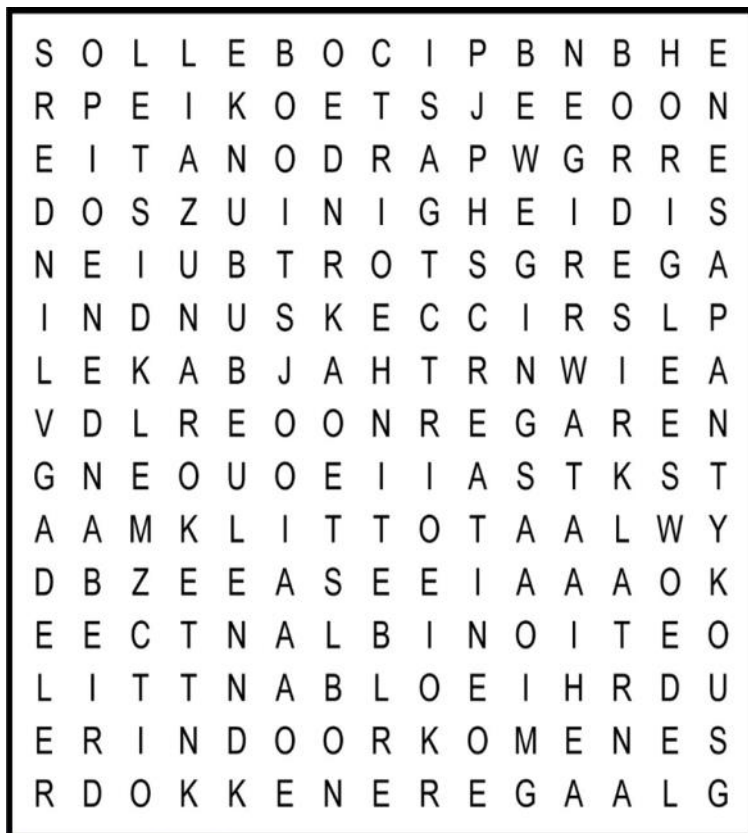 S O L L E B O C I P B N B H E
R P E I K O E T S J E E O O N
E I T A N O D R A P W G R R E
D O S Z U I N I G H E I D I S
N E I U B T R O T S G R E G A
I N D N U S K E C C I R S L P
L E K A B J A H T R N W I E A
V D L R E O O N R E G A R E N
G N E O U O E I I A S T K S T
A A M K L I T T O T A A L W Y
D B Z E E A S E E I A A A O K
E E C T N A L B I N O I T E O
L I T T N A B L O E I H R D U
E R I N D O O R K O M E N E S
R D O K K E N E R E G A A L G